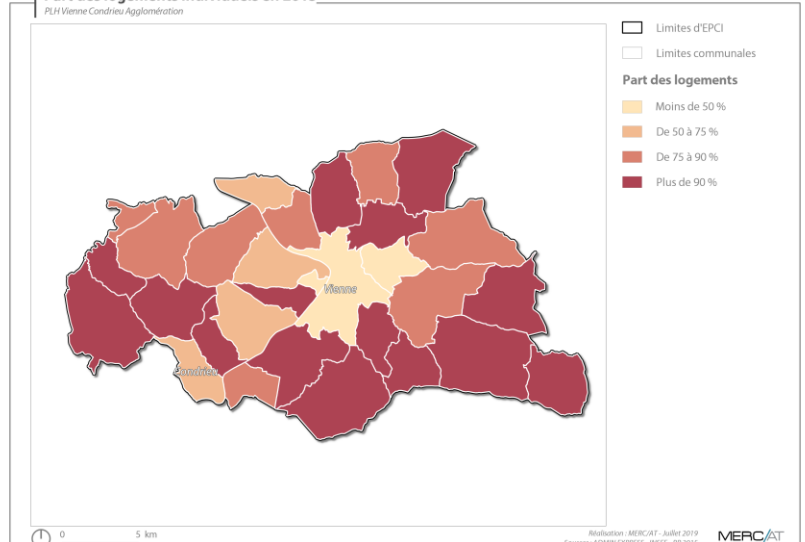 PLH Vienne Condrieu Agglomération
Limites d'EPCI
Limites communales
Part des logements
Moins de 50 %
De 50 à 75 %
De 75 à 90 %
Plus de 90 %
Vienne
Condrieu
0 5 km
Réalisation : MERC/AT - Juillet 2019
MERC/AT